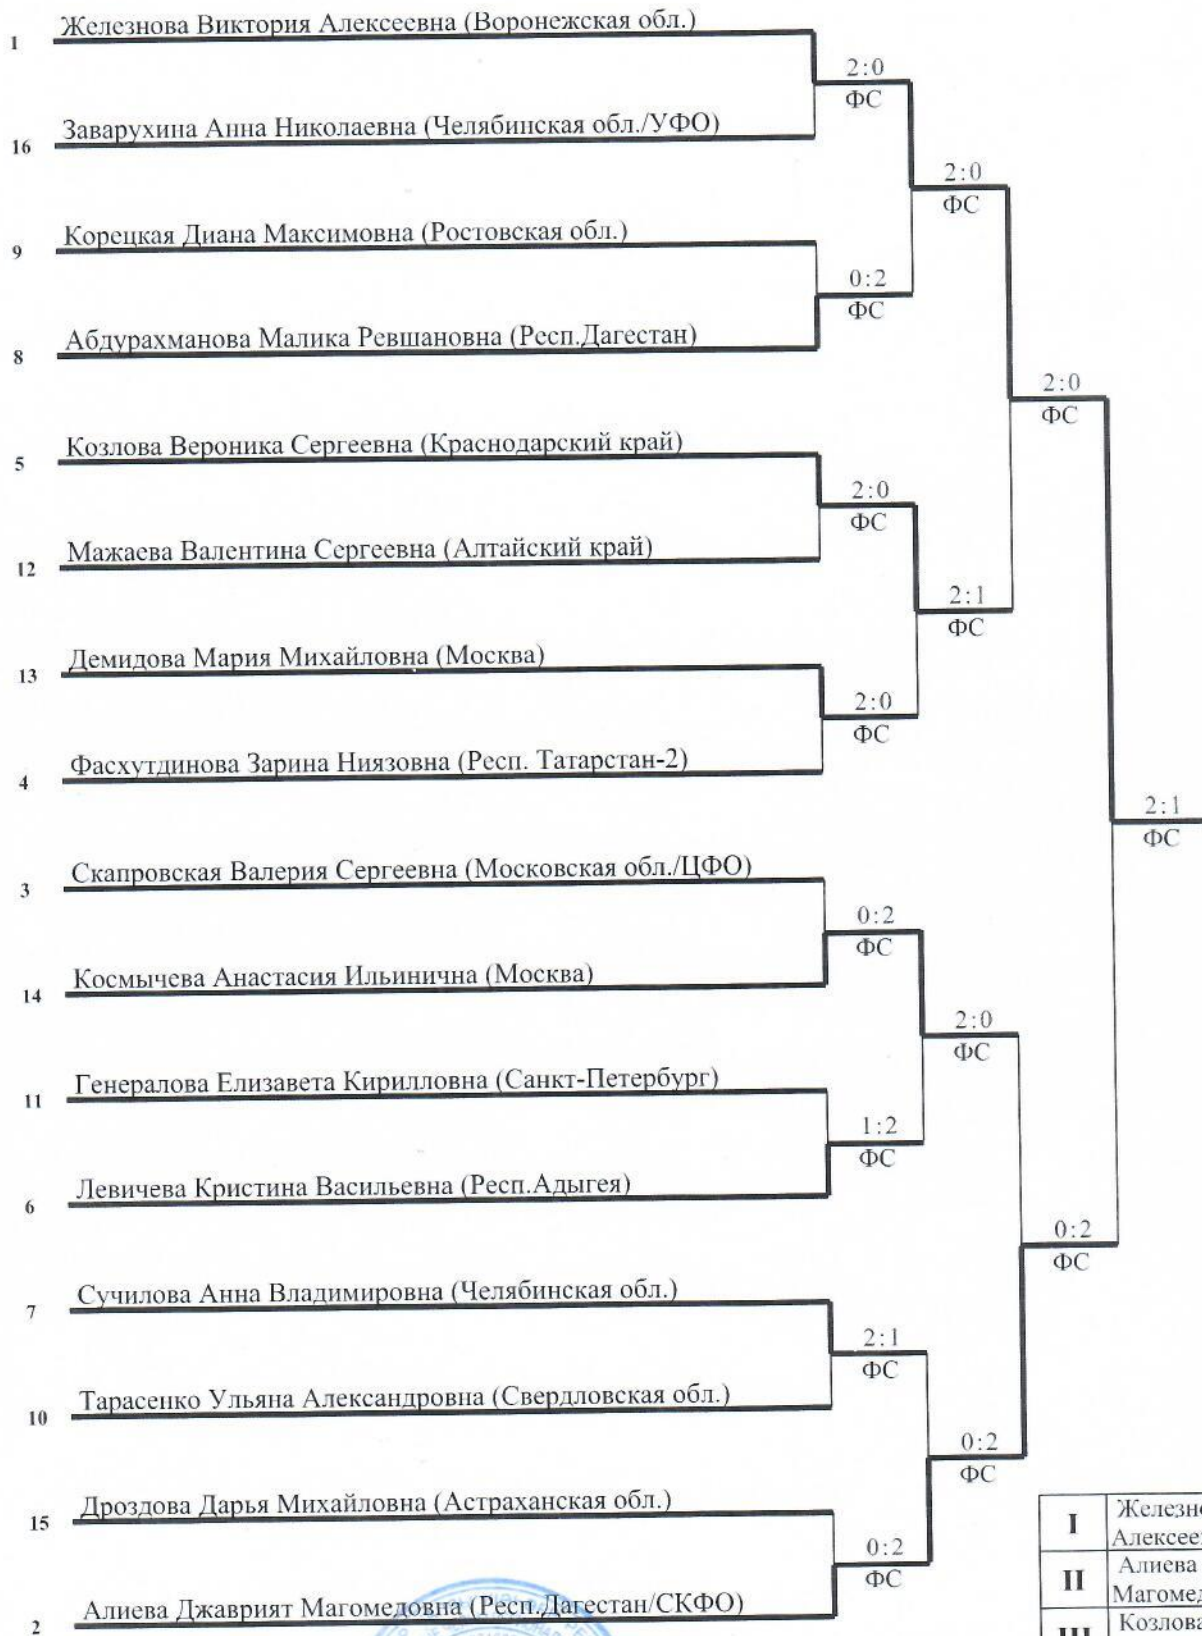 1 Железнова Виктория Алексеевна (Воронежская обл.)
2:0
ФС
16 Заварухина Анна Николаевна (Челябинская обл./УФО)
2:0
ФС
9 Корецкая Диана Максимовна (Ростовская обл.)
0:2
ФС
8 Абдурахманова Малика Ревшановна (Респ.Дагестан)
2:0
ФС
5 Козлова Вероника Сергеевна (Краснодарский край)
2:0
ФС
12 Мажаева Валентина Сергеевна (Алтайский край)
2:1
ФС
13 Демидова Мария Михайловна (Москва)
2:0
ФС
4 Фасхутдинова Зарина Ниязовна (Респ. Татарстан-2)
2:1
ФС
3 Скапровская Валерия Сергеевна (Московская обл./ЦФО)
0:2
ФС
14 Космычева Анастасия Ильинична (Москва)
2:0
ФС
11 Генералова Елизавета Кирилловна (Санкт-Петербург)
1:2
ФС
6 Левичева Кристина Васильевна (Респ.Адыгея)
0:2
ФС
7 Сучилова Анна Владимировна (Челябинская обл.)
2:1
ФС
10 Тарасенко Ульяна Александровна (Свердловская обл.)
0:2
ФС
15 Дроздова Дарья Михайловна (Астраханская обл.)
0:2
ФС
2 Алиева Джаврият Магомедовна (Респ.Дагестан/СКФО)
I Железно
Алексее
II Алиева
Магомед
III Козлова